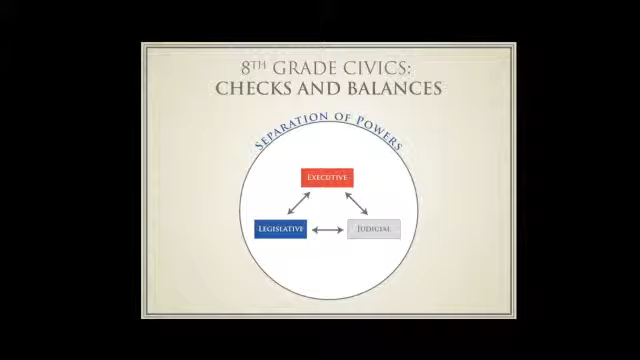 8TH GRADE CIVICS:
CHECKS AND BALANCES
SEPARATION OF POWERS
EXECUTIVE
LEGISLATIVE
JUDICIAL